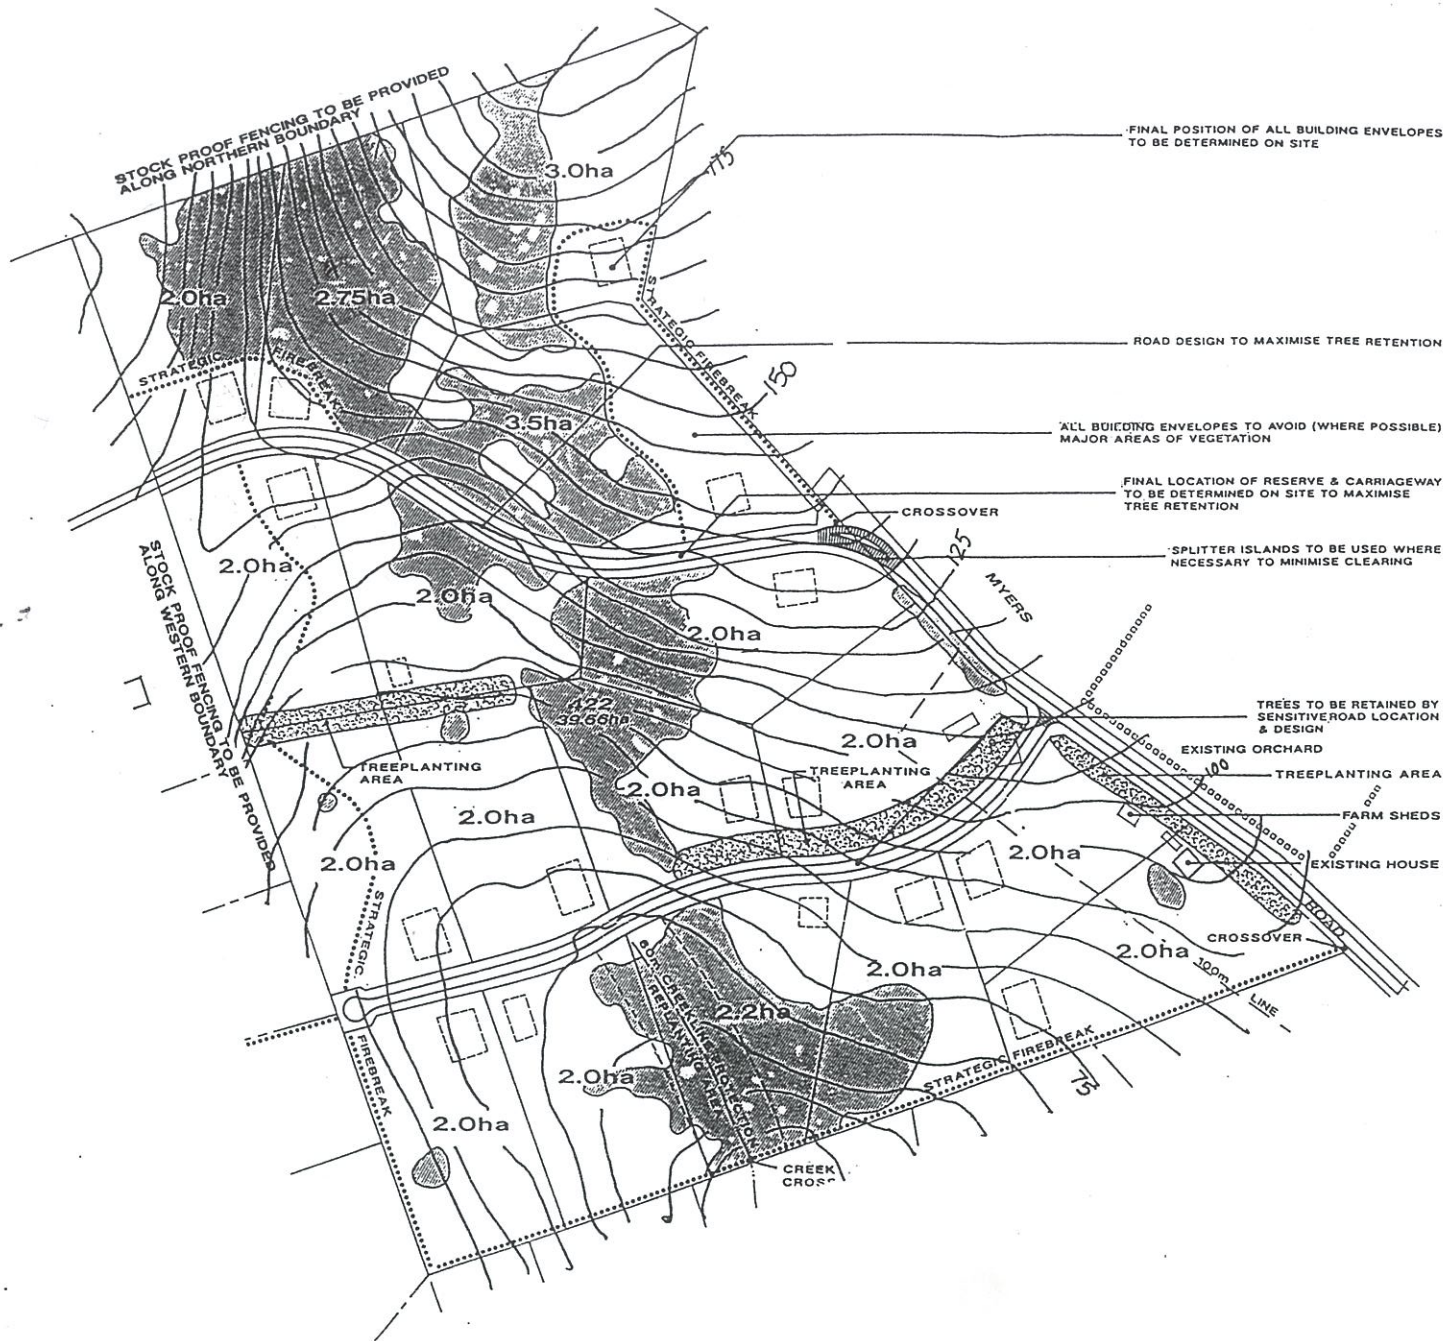 STOCK PROOF FENCING TO BE PROVIDED
ALONG NORTHERN BOUNDARY
FINAL POSITION OF ALL BUILDING ENVELOPES
TO BE DETERMINED ON SITE
175
3.0ha
2.0ha
2.75ha
STRATEGIC FIREBREAK
ROAD DESIGN TO MAXIMISE TREE RETENTION
STRATEGIC FIREBREAK
150
3.5ha
ALL BUILDING ENVELOPES TO AVOID (WHERE POSSIBLE)
MAJOR AREAS OF VEGETATION
FINAL LOCATION OF RESERVE & CARRIAGEWAY
TO BE DETERMINED ON SITE TO MAXIMISE
TREE RETENTION
CROSSOVER
125
SPLITTER ISLANDS TO BE USED WHERE
NECESSARY TO MINIMISE CLEARING
MYERS
STOCK PROOF FENCING TO BE PROVIDED
ALONG WESTERN BOUNDARY
2.0ha
2.0ha
2.0ha
422
39.66ha
TREES TO BE RETAINED BY
SENSITIVE ROAD LOCATION
& DESIGN
2.0ha
EXISTING ORCHARD
TREEPLANTING
AREA
TREEPLANTING
AREA
100
TREEPLANTING AREA
2.0ha
2.0ha
FARM SHEDS
2.0ha
2.0ha
EXISTING HOUSE
STRATEGIC
ROAD
CROSSOVER
2.0ha
2.0ha
100m LINE
60m CREEKLINE PROTECTION
REPLANTING AREA
2.2ha
FIREBREAK
2.0ha
STRATEGIC FIREBREAK
75
2.0ha
CREEK